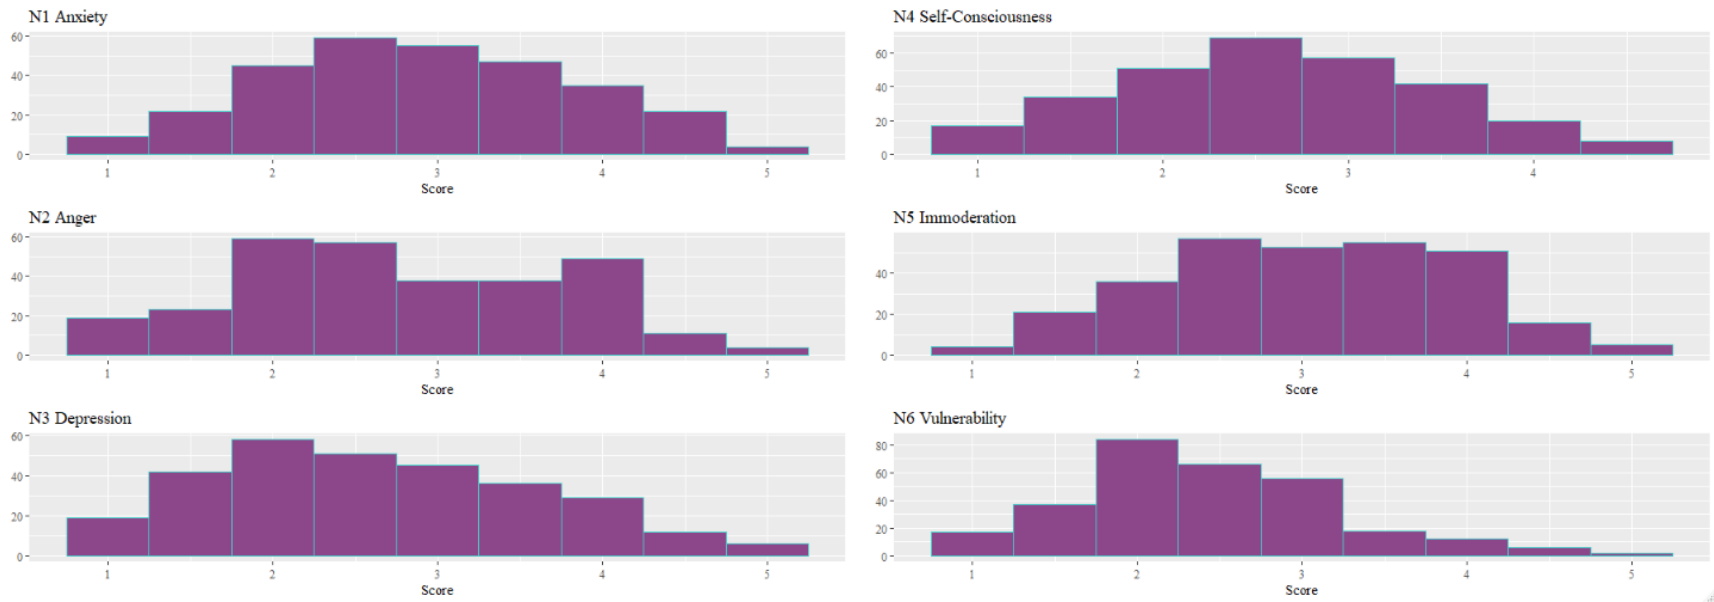 N1 Anxiety
60
40
20
0
1 2 3 4 5
Score
N2 Anger
60
40
20
0
1 2 3 4 5
Score
N3 Depression
60
40
20
0
1 2 3 4 5
Score
N4 Self-Consciousness
60
40
20
0
1 2 3 4
Score
N5 Immoderation
40
20
0
1 2 3 4 5
Score
N6 Vulnerability
80
60
40
20
0
1 2 3 4 5
Score